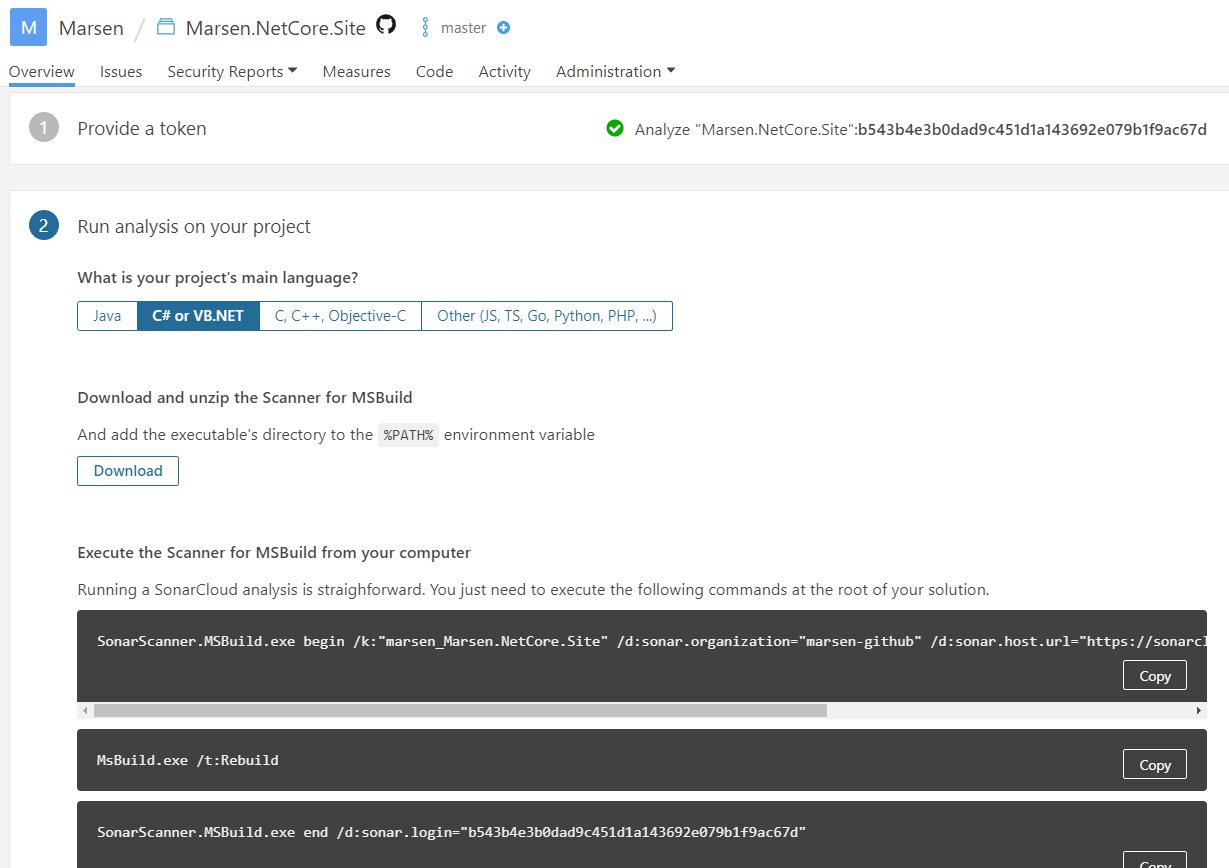 M Marsen / Marsen.NetCore.Site master
Overview Issues Security Reports Measures Code Activity Administration
1 Provide a token Analyze "Marsen.NetCore.Site":b543b4e3b0dad9c451d1a143692e079b1f9ac67d
2 Run analysis on your project
What is your project's main language?
Java C# or VB.NET C, C++, Objective-C Other (JS, TS, Go, Python, PHP, ...)
Download and unzip the Scanner for MSBuild
And add the executable's directory to the %PATH% environment variable
Download
Execute the Scanner for MSBuild from your computer
Running a SonarCloud analysis is straighforward. You just need to execute the following commands at the root of your solution.
SonarScanner.MSBuild.exe begin /k:"marsen_Marsen.NetCore.Site" /d:sonar.organization="marsen-github" /d:sonar.host.url="https://sonarcl
Copy
MsBuild.exe /t:Rebuild
Copy
SonarScanner.MSBuild.exe end /d:sonar.login="b543b4e3b0dad9c451d1a143692e079b1f9ac67d"
Copy